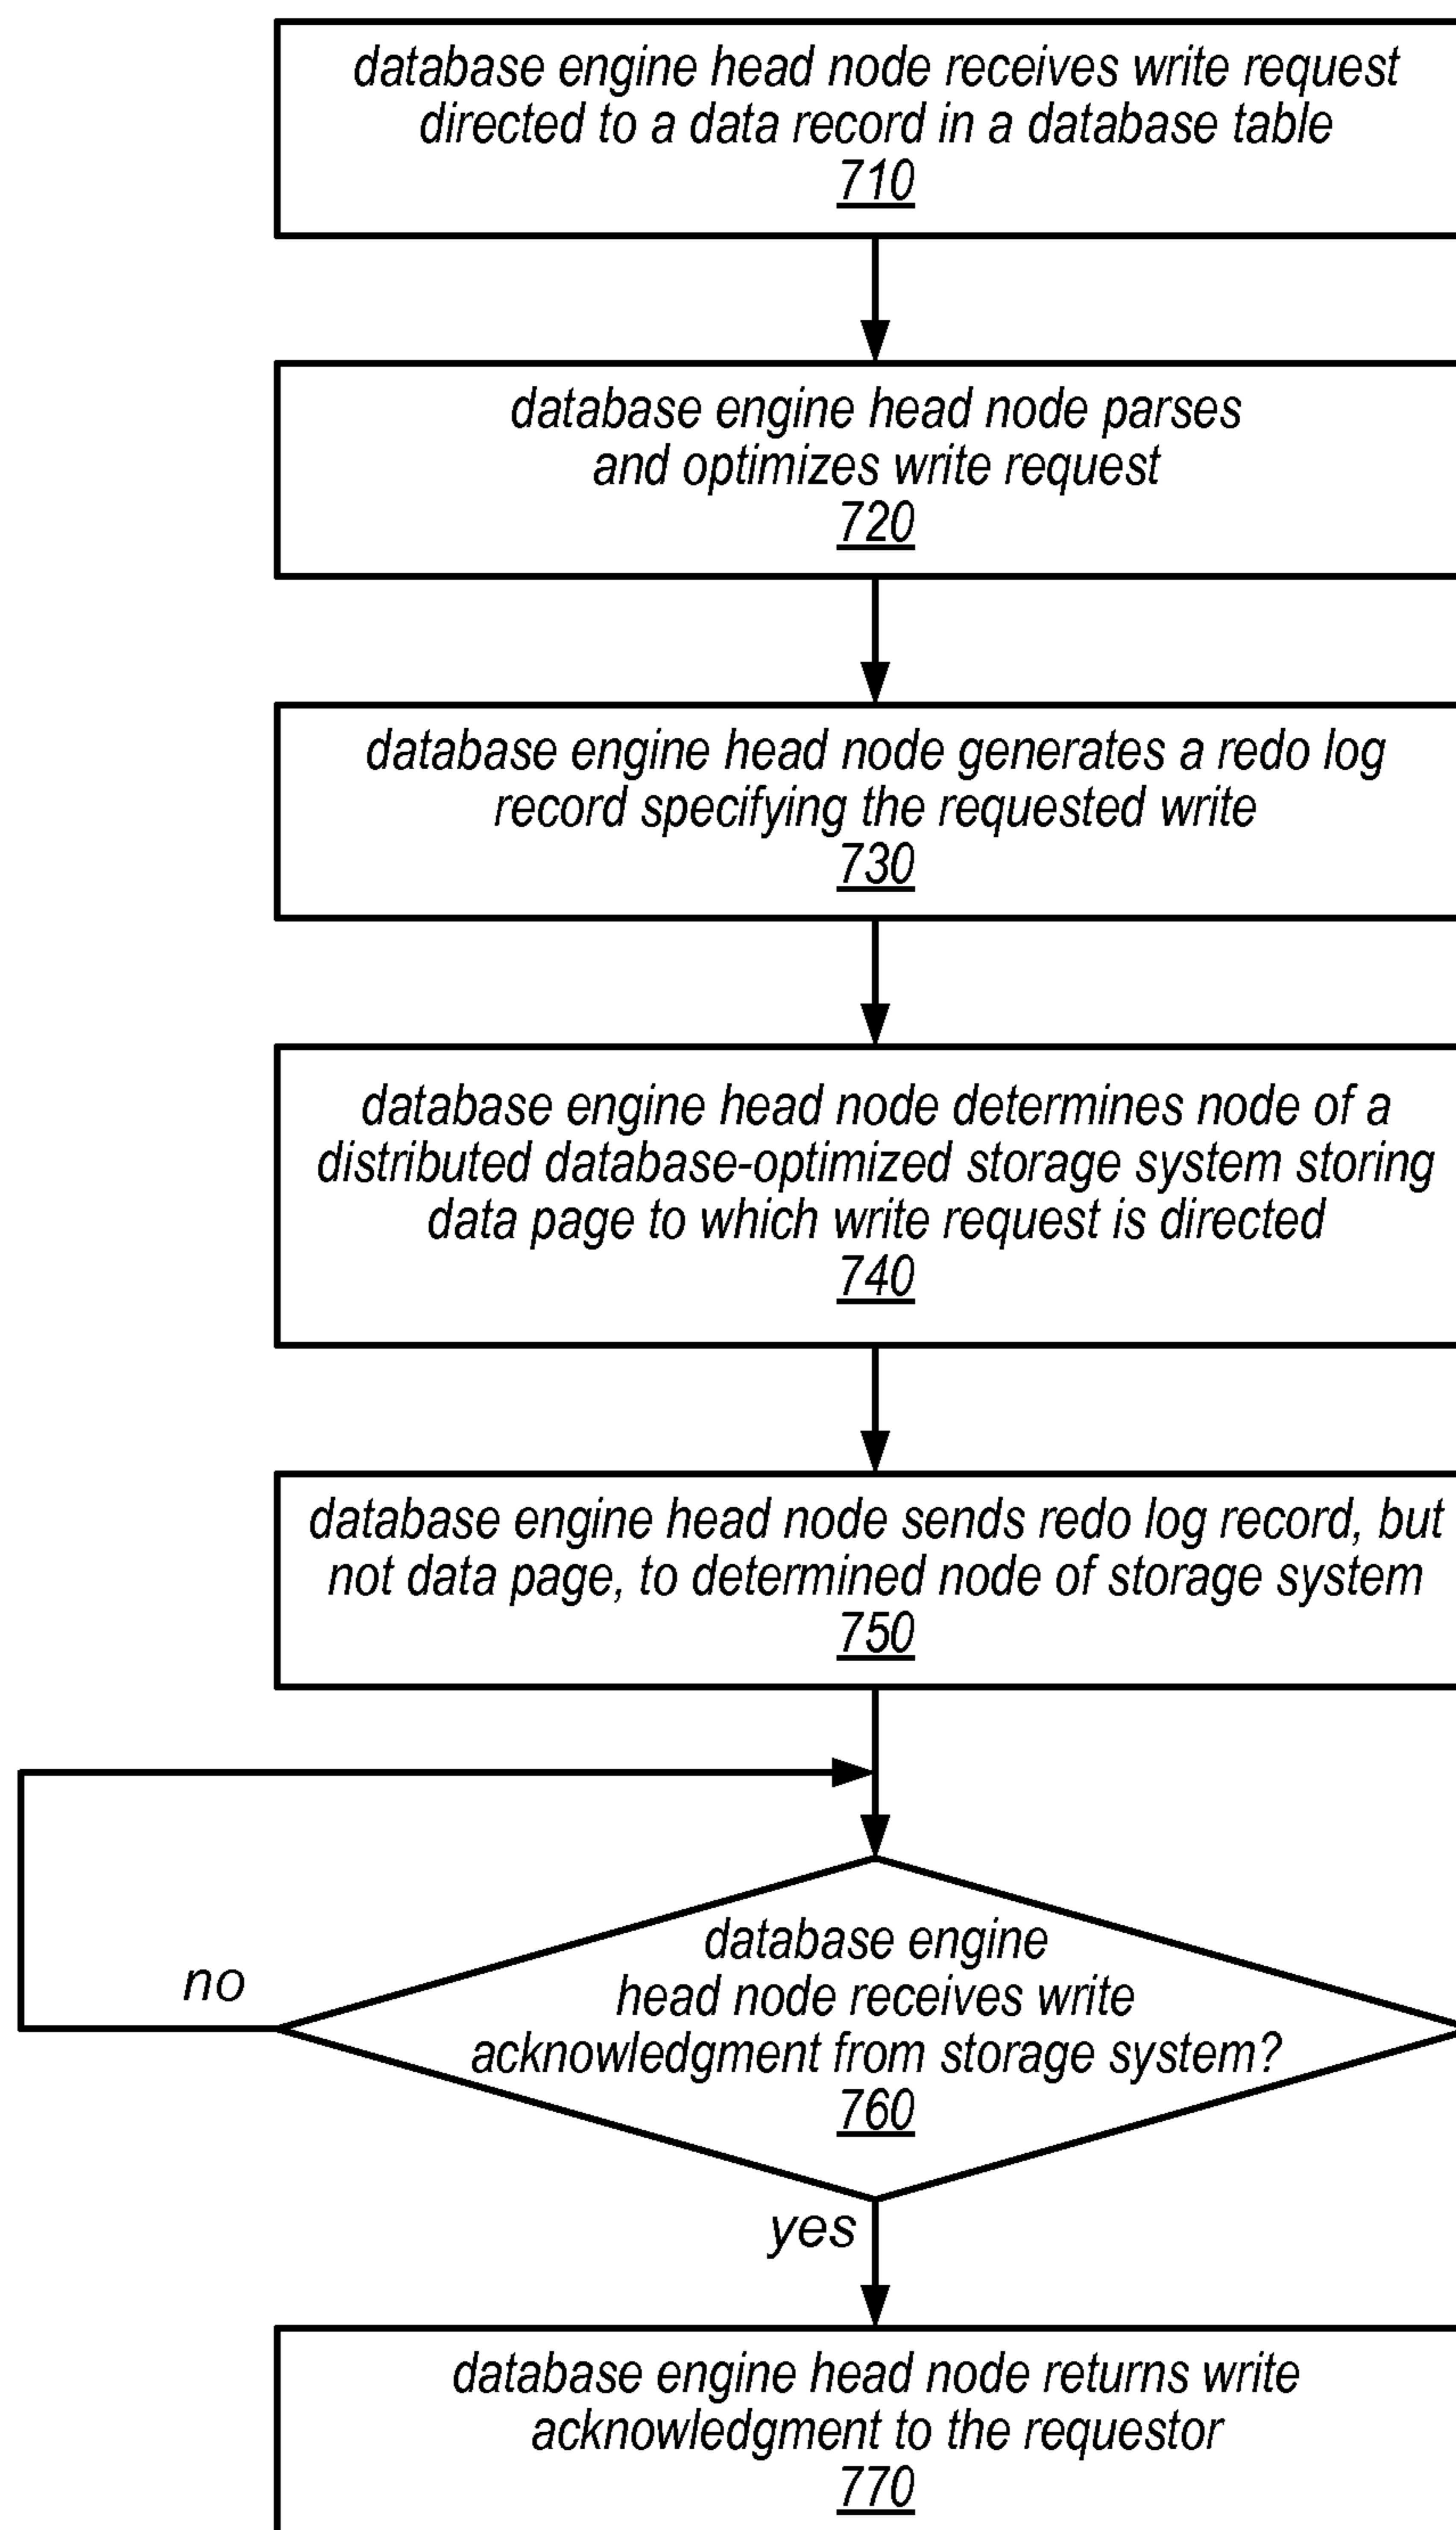 database engine head node receives write request
directed to a data record in a database table
710
database engine head node parses
and optimizes write request
720
database engine head node generates a redo log
record specifying the requested write
730
database engine head node determines node of a
distributed database-optimized storage system storing
data page to which write request is directed
740
database engine head node sends redo log record, but
not data page, to determined node of storage system
750
database engine
head node receives write
acknowledgment from storage system?
760
no
yes
database engine head node returns write
acknowledgment to the requestor
770